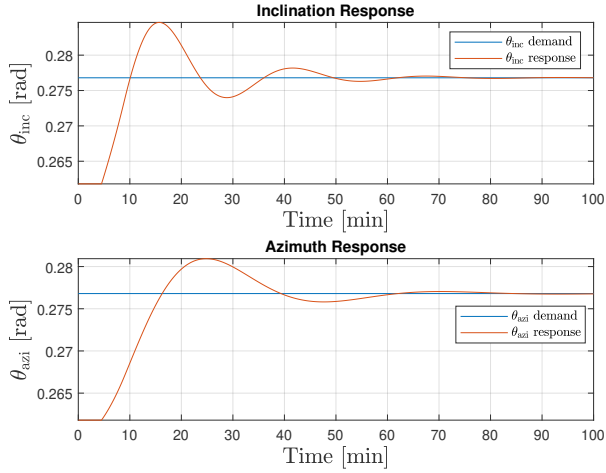 Inclination Response
θinc [rad]
0.28
0.275
0.27
0.265
θinc demand
θinc response
0 10 20 30 40 50 60 70 80 90 100
Time [min]
Azimuth Response
θazi [rad]
0.28
0.275
0.27
0.265
θazi demand
θazi response
0 10 20 30 40 50 60 70 80 90 100
Time [min]